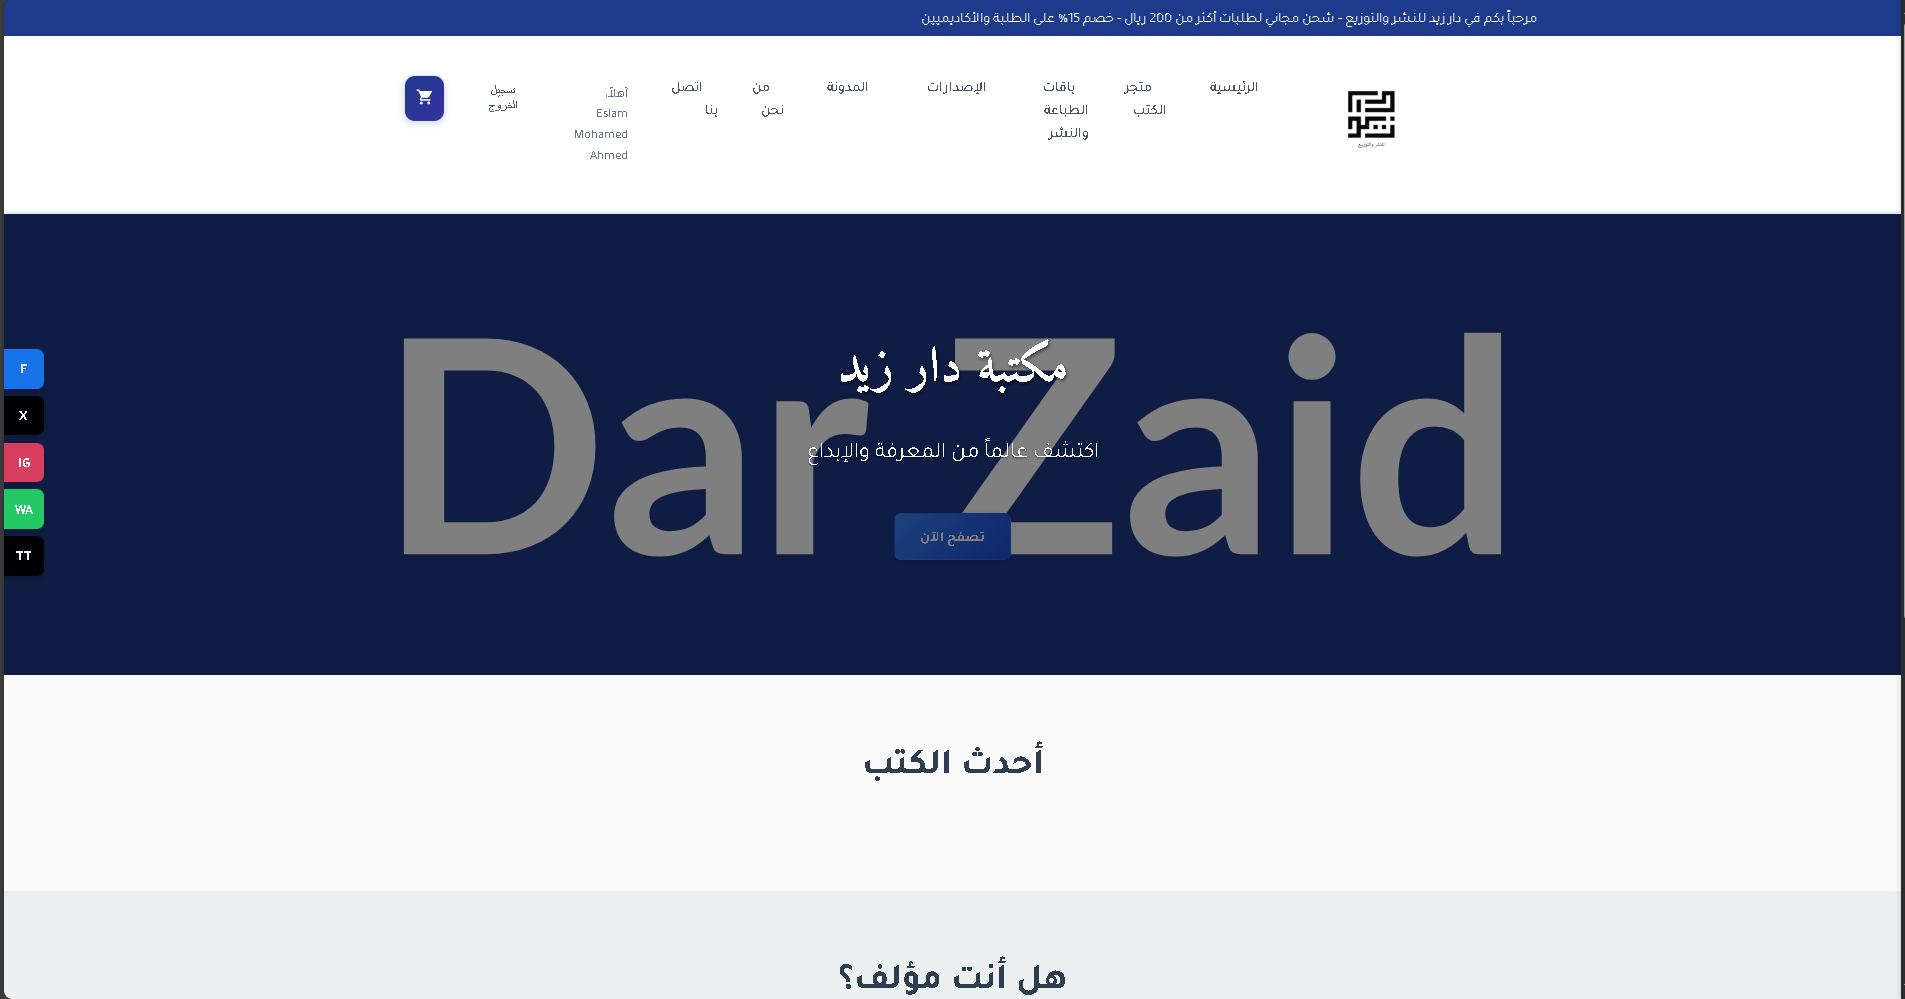 مرحباً بكم في دار زيد للنشر والتوزيع - شحن مجاني لطلبات أكثر من 200 ريال - خصم 15% على الطلبة والأكاديميين
للنشر والتوزيع
الرئيسية
متجر
الكتب
باقات
الطباعة
والنشر
الإصدارات
المدونة
من
نحن
اتصل
بنا
أهلاً،
Eslam
Mohamed
Ahmed
تسجيل
الخروج
Dar Zaid
مكتبة دار زيد
اكتشف عالماً من المعرفة والإبداع
تصفح الآن
F
X
IG
WA
TT
أحدث الكتب
هل أنت مؤلف؟